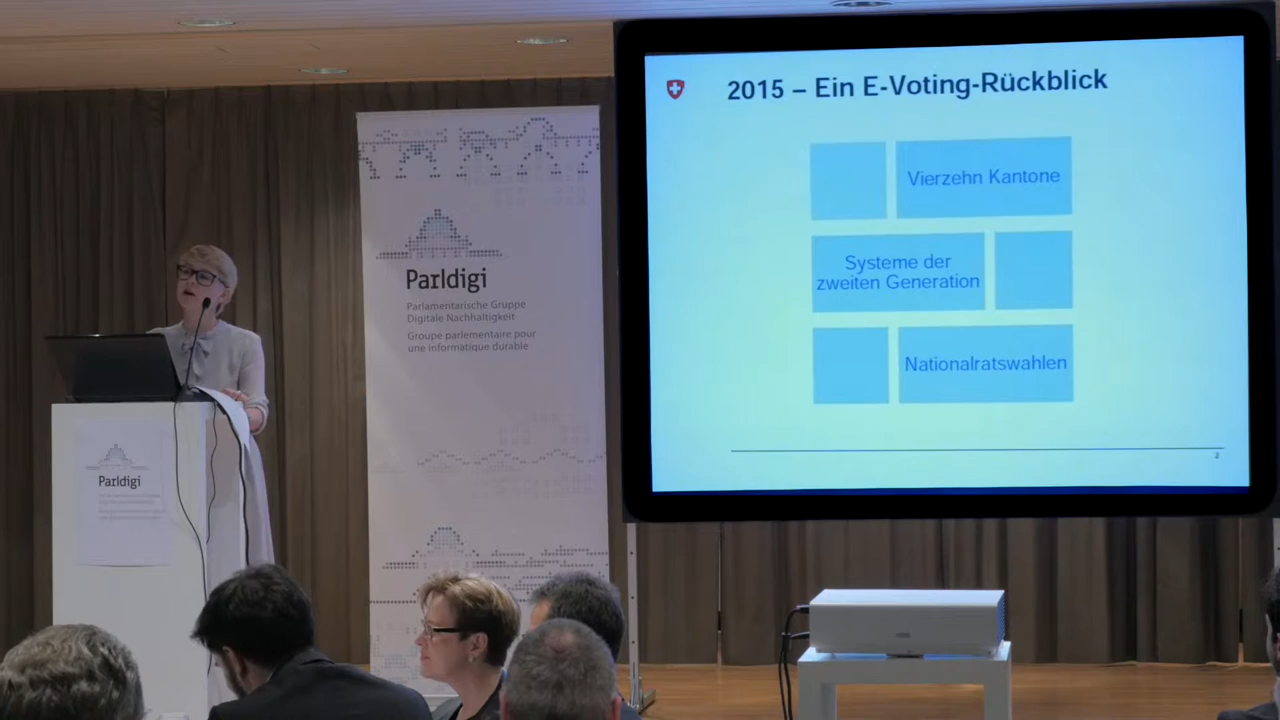 2015 – Ein E-Voting-Rückblick
Vierzehn Kantone
Systeme der
zweiten Generation
Nationalratswahlen
2
Parldigi
Parlamentarische Gruppe
Digitale Nachhaltigkeit
Groupe parlementaire pour
une informatique durable
Parldigi